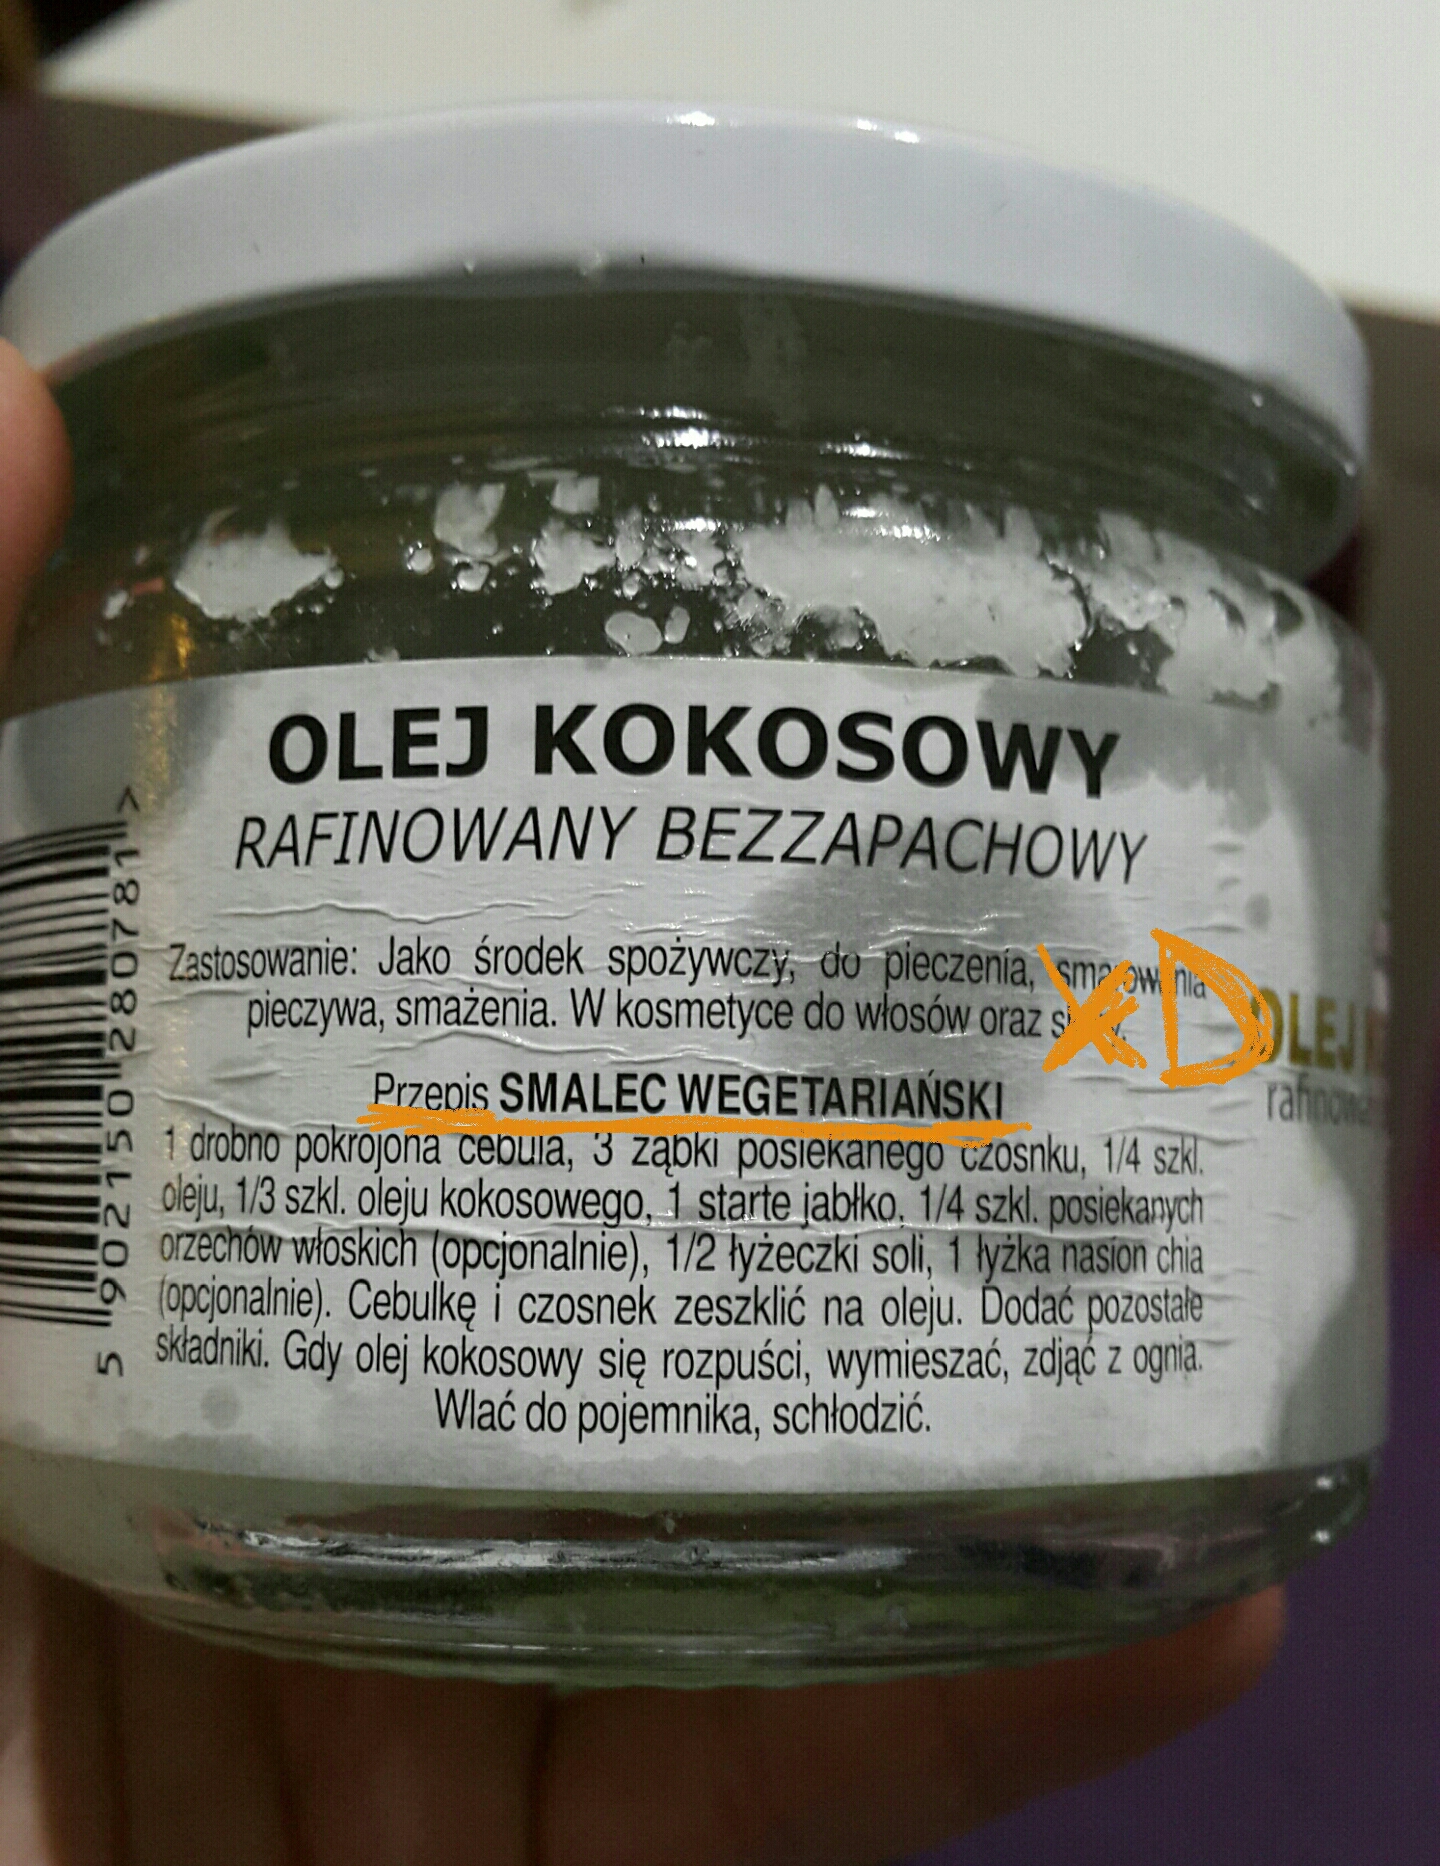 OLEJ KOKOSOWY
RAFINOWANY BEZZAPACHOWY
Zastosowanie: Jako środek spożywczy, do pieczenia, smarowania
pieczywa, smażenia. W kosmetyce do włosów oraz
XD
Przepis SMALEC WEGETARIAŃSKI
1 drobno pokrojona cebula, 3 ząbki posiekanego czosnku, 1/4 szkl.
oleju, 1/3 szkl. oleju kokosowego, 1 starte jabłko, 1/4 szkl. posiekanych
orzechów włoskich (opcjonalnie), 1/2 łyżeczki soli, 1 łyżka nasion chia
(opcjonalnie). Cebulkę i czosnek zeszklić na oleju. Dodać pozostałe
składniki. Gdy olej kokosowy się rozpuści, wymieszać, zdjąć z ognia.
Wlać do pojemnika, schłodzić.
5 902150 280781 >
OLEJ